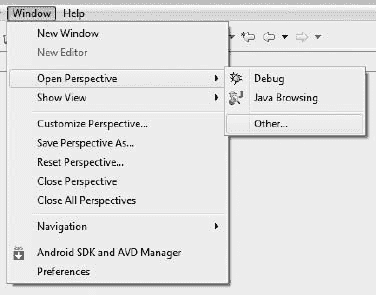 Window Help
New Window
New Editor
Open Perspective
Show View
Customize Perspective...
Save Perspective As...
Reset Perspective...
Close Perspective
Close All Perspectives
Navigation
Android SDK and AVD Manager
Preferences
Debug
Java Browsing
Other...